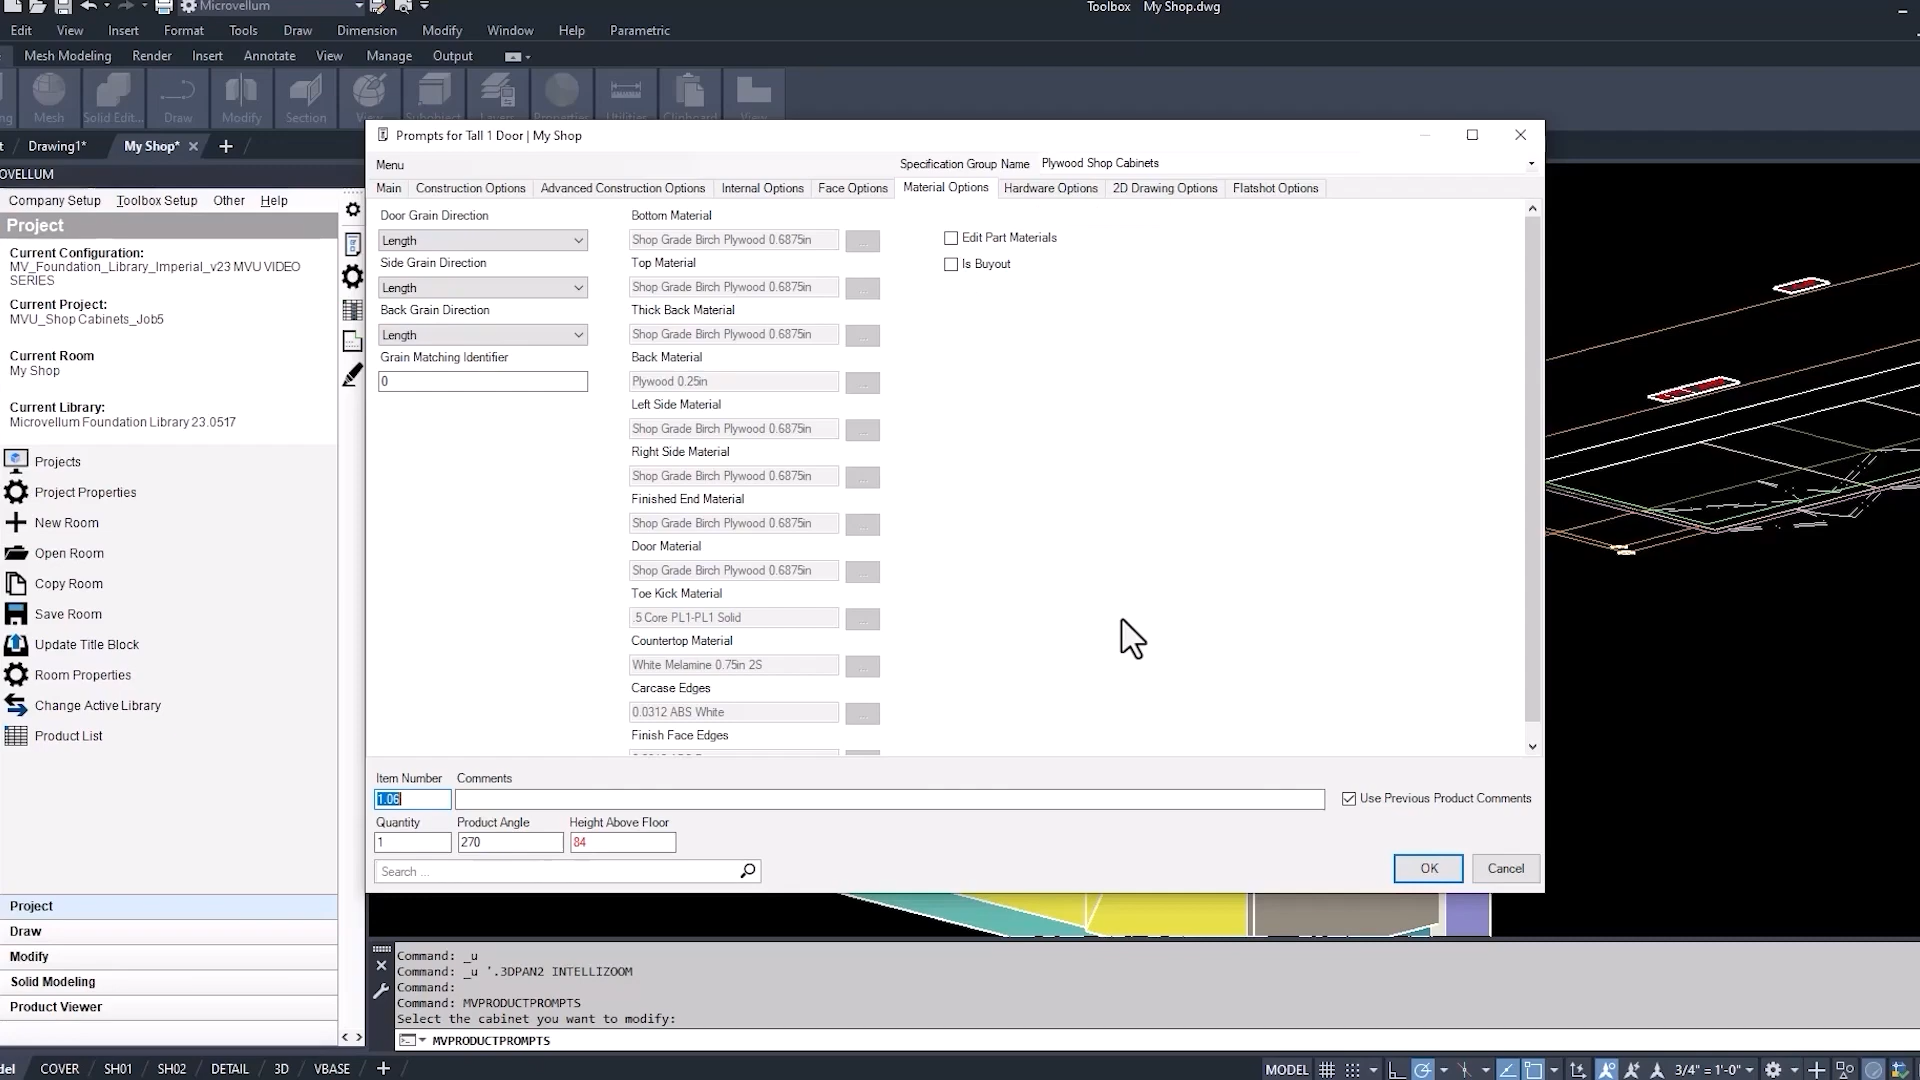 Microvellum
Toolbox My Shop.dwg
Edit View Insert Format Tools Draw Dimension Modify Window Help Parametric
Mesh Modeling Render Insert Annotate View Manage Output
Mesh Solid Edit... Draw Modify Section
Drawing1* My Shop*
OVELLUM
Company Setup Toolbox Setup Other Help
Project
Current Configuration:
MV_Foundation_Library_Imperial_v23 MVU VIDEO
SERIES
Current Project:
MVU_Shop Cabinets_Job5
Current Room
My Shop
Current Library:
Microvellum Foundation Library 23.0517
Projects
Project Properties
New Room
Open Room
Copy Room
Save Room
Update Title Block
Room Properties
Change Active Library
Product List
Project
Draw
Modify
Solid Modeling
Product Viewer
Prompts for Tall 1 Door | My Shop
Menu
Specification Group Name Plywood Shop Cabinets
Main Construction Options Advanced Construction Options Internal Options Face Options Material Options Hardware Options 2D Drawing Options Flatshot Options
Door Grain Direction
Length
Side Grain Direction
Length
Back Grain Direction
Length
Grain Matching Identifier
0
Bottom Material
Shop Grade Birch Plywood 0.6875in
Top Material
Shop Grade Birch Plywood 0.6875in
Thick Back Material
Shop Grade Birch Plywood 0.6875in
Back Material
Plywood 0.25in
Left Side Material
Shop Grade Birch Plywood 0.6875in
Right Side Material
Shop Grade Birch Plywood 0.6875in
Finished End Material
Shop Grade Birch Plywood 0.6875in
Door Material
Shop Grade Birch Plywood 0.6875in
Toe Kick Material
.5 Core PL1-PL1 Solid
Countertop Material
White Melamine 0.75in 2S
Carcase Edges
0.0312 ABS White
Finish Face Edges
Edit Part Materials
Is Buyout
Item Number Comments
1.06
Use Previous Product Comments
Quantity Product Angle Height Above Floor
1 270 84
Search ...
OK Cancel
Command: _u
Command: _u '.3DPAN2 INTELLIZOOM
Command:
Command: MVPRODUCTPROMPTS
Select the cabinet you want to modify:
MVPRODUCTPROMPTS
COVER SH01 SH02 DETAIL 3D VBASE
MODEL 3/4" = 1'-0"